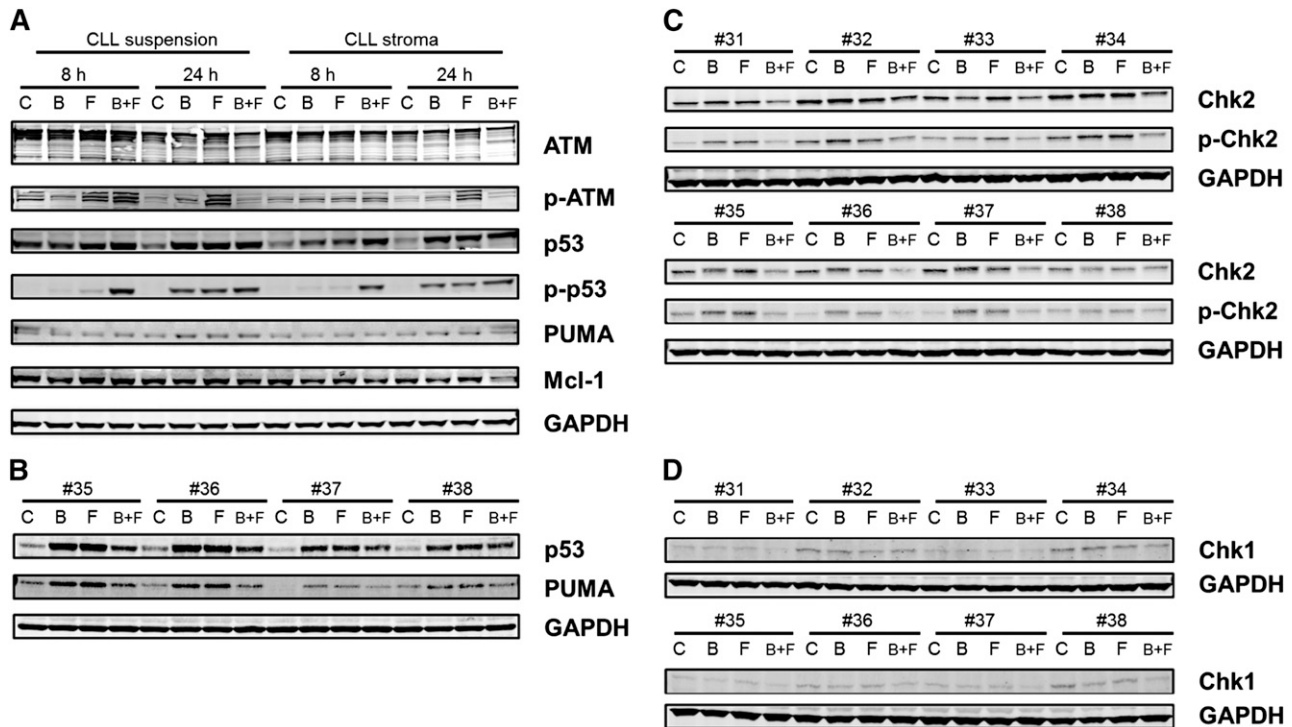 A
CLL suspension CLL stroma
8 h 24 h 8 h 24 h
C B F B+F C B F B+F C B F B+F C B F B+F
ATM
p-ATM
p53
p-p53
PUMA
Mcl-1
GAPDH
B
#35 #36 #37 #38
C B F B+F C B F B+F C B F B+F C B F B+F
p53
PUMA
GAPDH
C
#31 #32 #33 #34
C B F B+F C B F B+F C B F B+F C B F B+F
Chk2
p-Chk2
GAPDH
#35 #36 #37 #38
C B F B+F C B F B+F C B F B+F C B F B+F
Chk2
p-Chk2
GAPDH
D
#31 #32 #33 #34
C B F B+F C B F B+F C B F B+F C B F B+F
Chk1
GAPDH
#35 #36 #37 #38
C B F B+F C B F B+F C B F B+F C B F B+F
Chk1
GAPDH